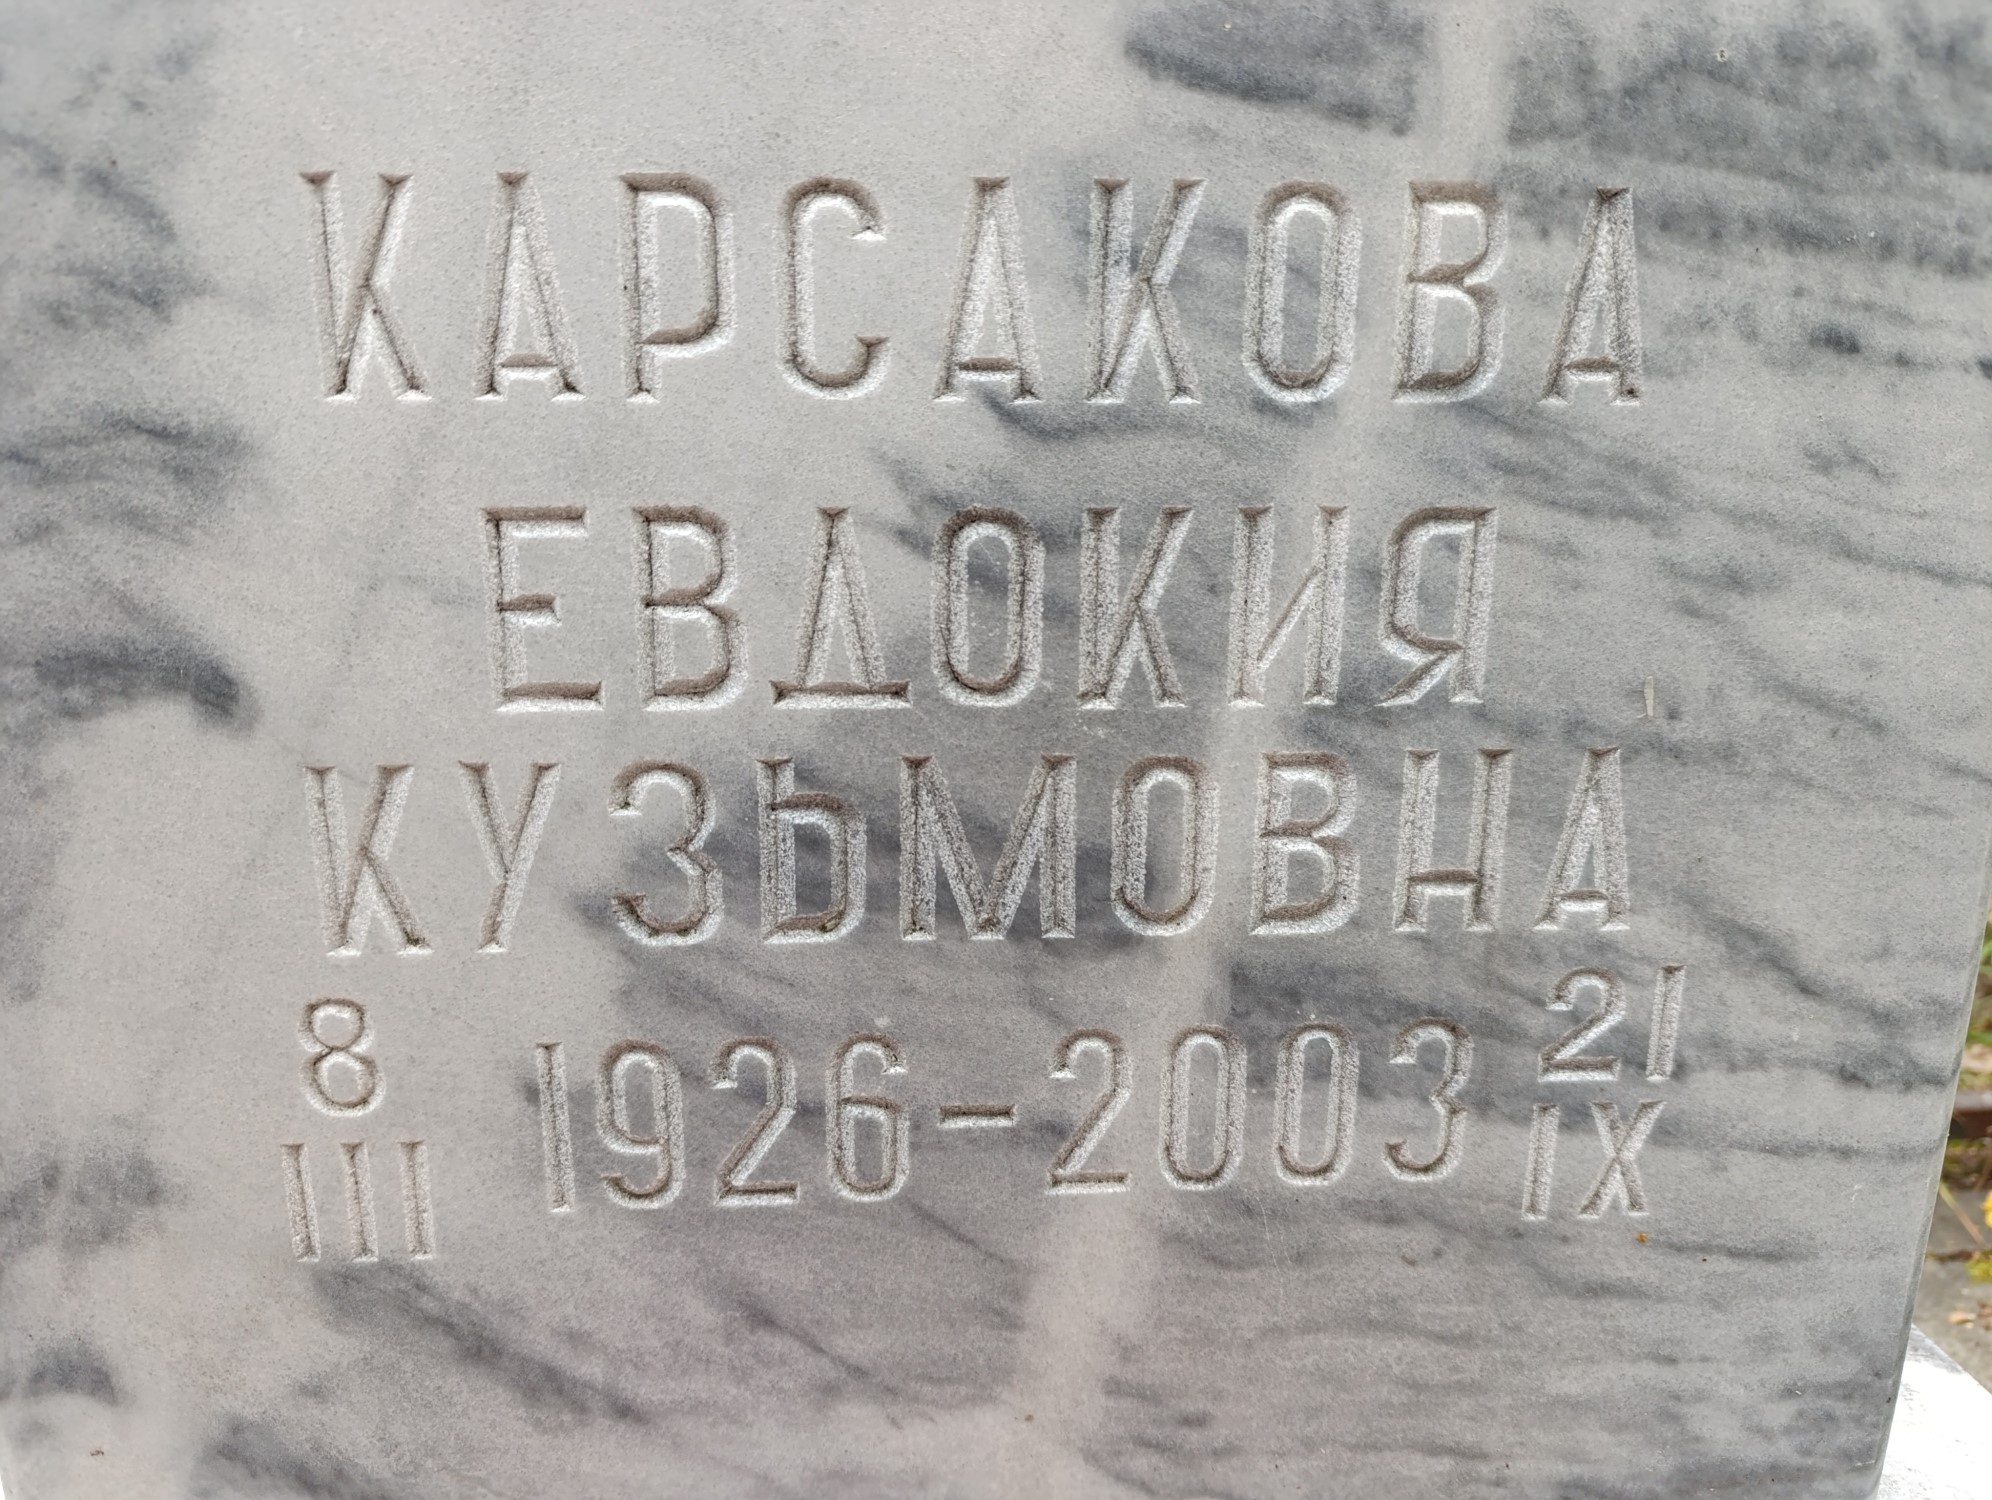 КАРСАКОВА
ЕВДОКИЯ
КУЗЬМОВНА
8 III 1926-2003 21 IX